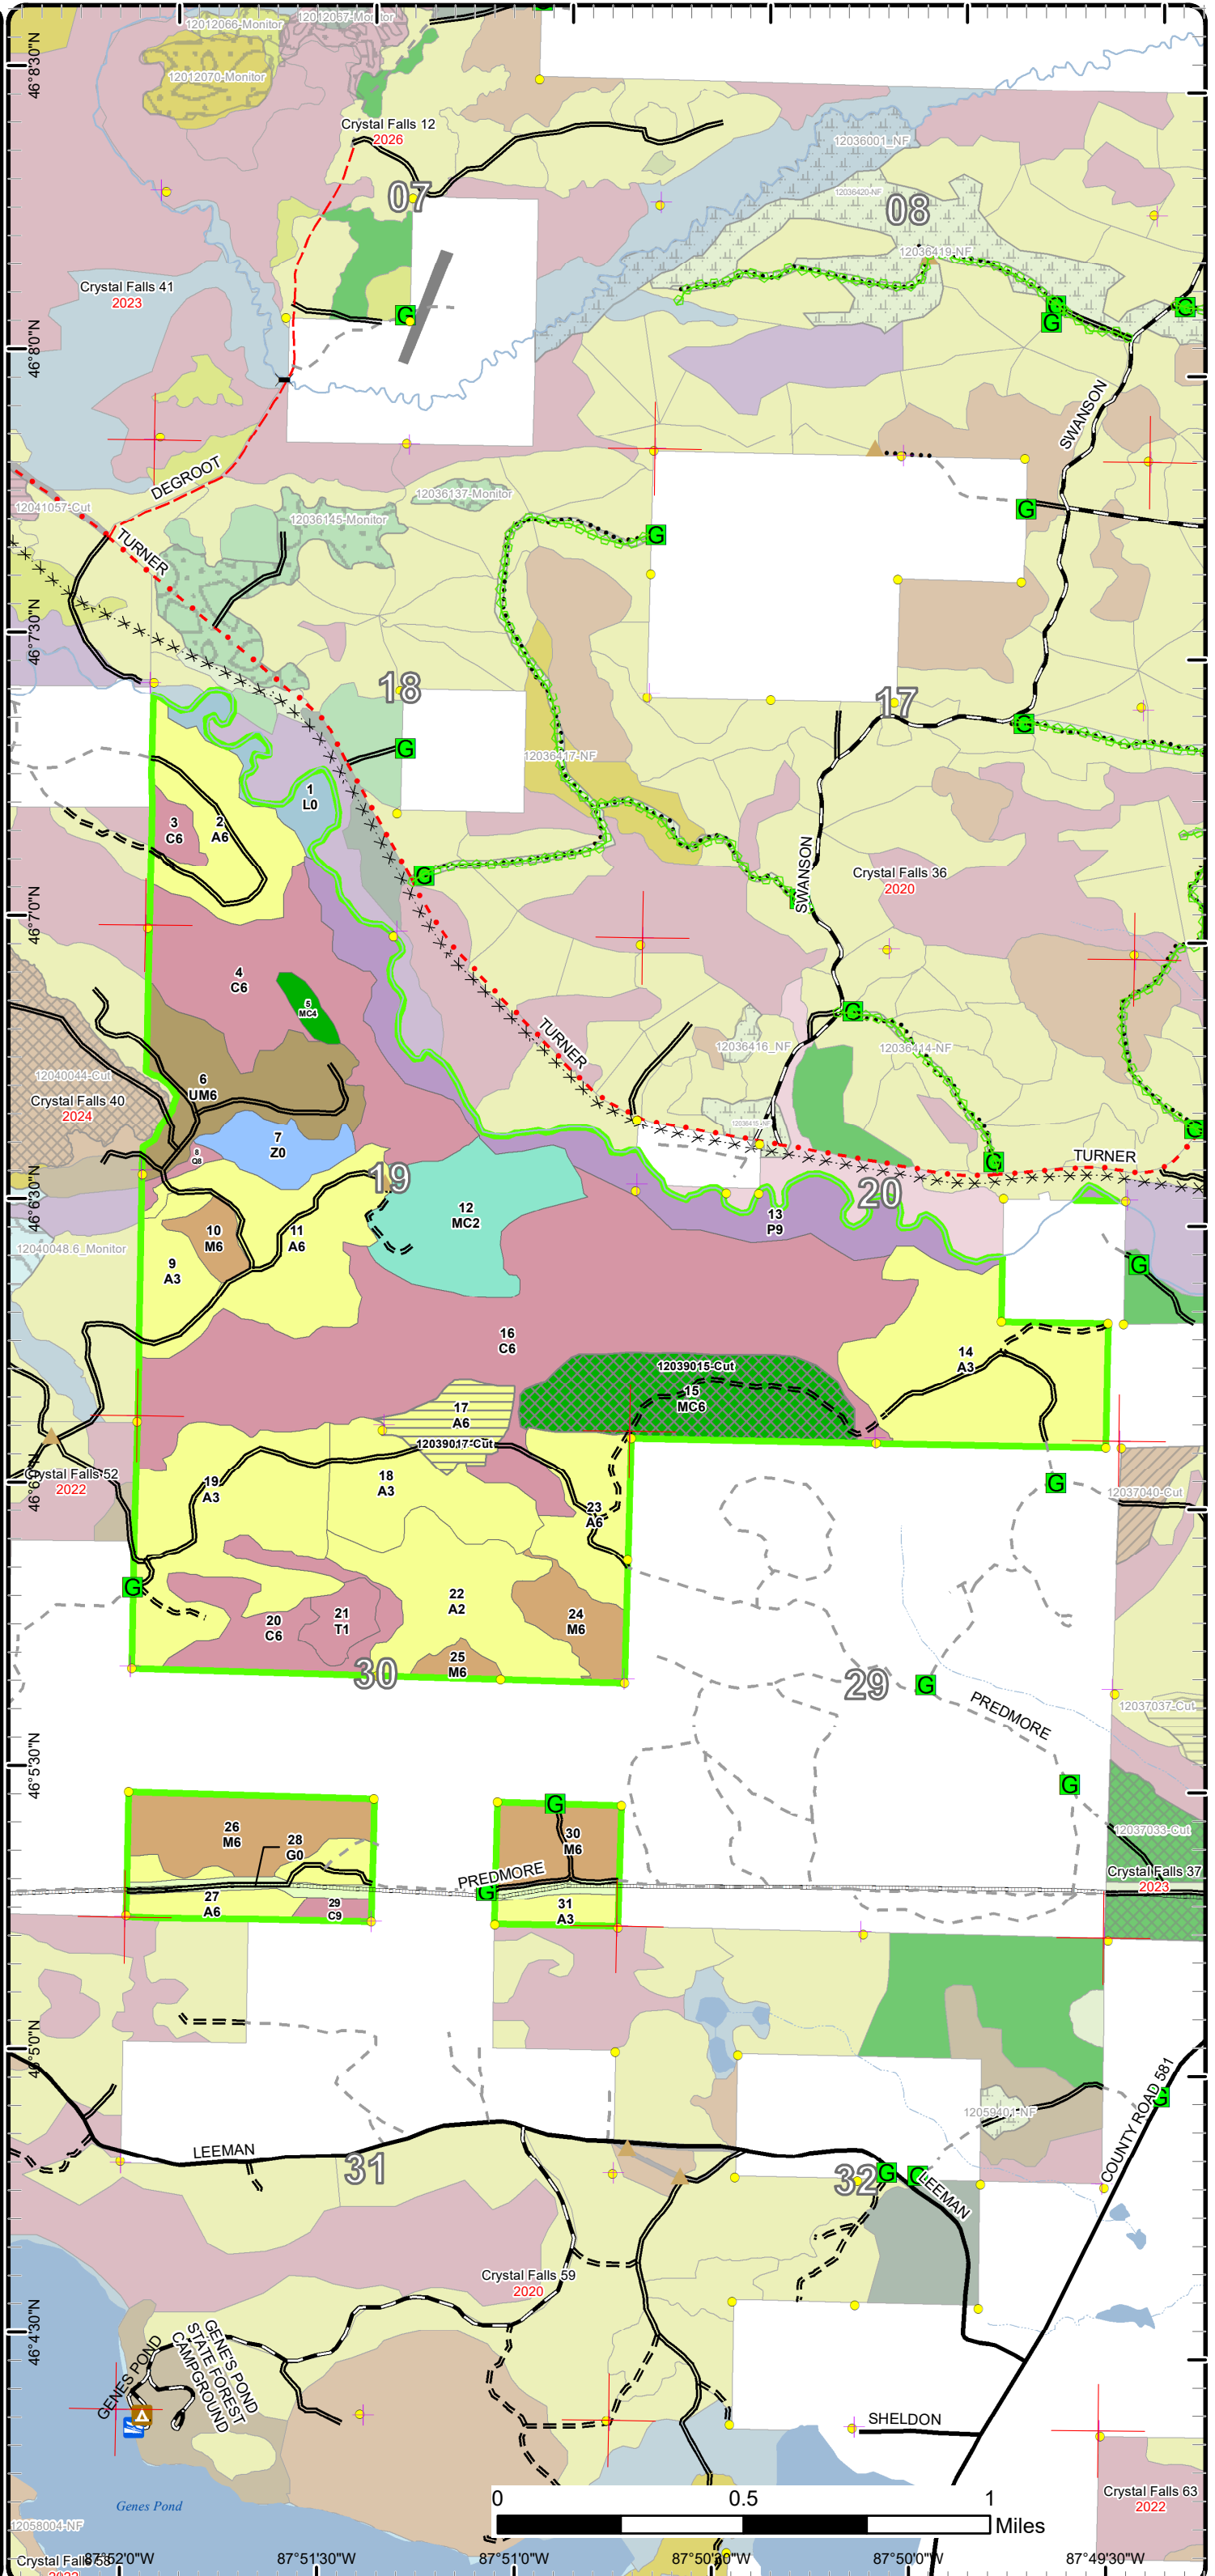 12012066-Monitor
12012067-Monitor
12012070-Monitor
46°8'30"N
Crystal Falls 12
2026
12036001_NF
12036420-NF
07
08
12036419-NF
Crystal Falls 41
2023
46°8'0"N
SWANSON
DEGROOT
12036137-Monitor
12041057-Cut
12036145-Monitor
TURNER
46°7'30"N
18
17
12036417-NF
1
L0
2
A6
3
C6
SWANSON
Crystal Falls 36
2020
46°7'0"N
4
C6
5
MC4
TURNER
12036416_NF
12036414-NF
12040044-Cut
6
UM6
Crystal Falls 40
2024
7
Z0
8
Q8
TURNER
46°6'30"N
19
20
12
MC2
13
P9
10
M6
11
A6
12040048.6_Monitor
9
A3
16
C6
14
A3
12039015-Cut
15
MC6
17
A6
12039017-Cut
Crystal Falls 52
2022
46°6'0"N
19
A3
18
A3
12037040-Cut
23
A6
22
A2
20
C6
21
T1
24
M6
25
M6
30
29
PREDMORE
12037037-Cut
46°5'30"N
26
M6
28
G0
30
M6
12037033-Cut
PREDMORE
Crystal Falls 37
2023
27
A6
29
C9
31
A3
46°5'0"N
12059401-NF
COUNTY ROAD 581
LEEMAN
31
32
LEEMAN
Crystal Falls 59
2020
46°4'30"N
GENES POND
GENE'S POND
STATE FOREST
CAMPGROUND
SHELDON
Crystal Falls 63
2022
0
0.5
1
Miles
Genes Pond
12058004-NF
Crystal Falls 58
87°52'0"W
87°51'30"W
87°51'0"W
87°50'30"W
87°50'0"W
87°49'30"W